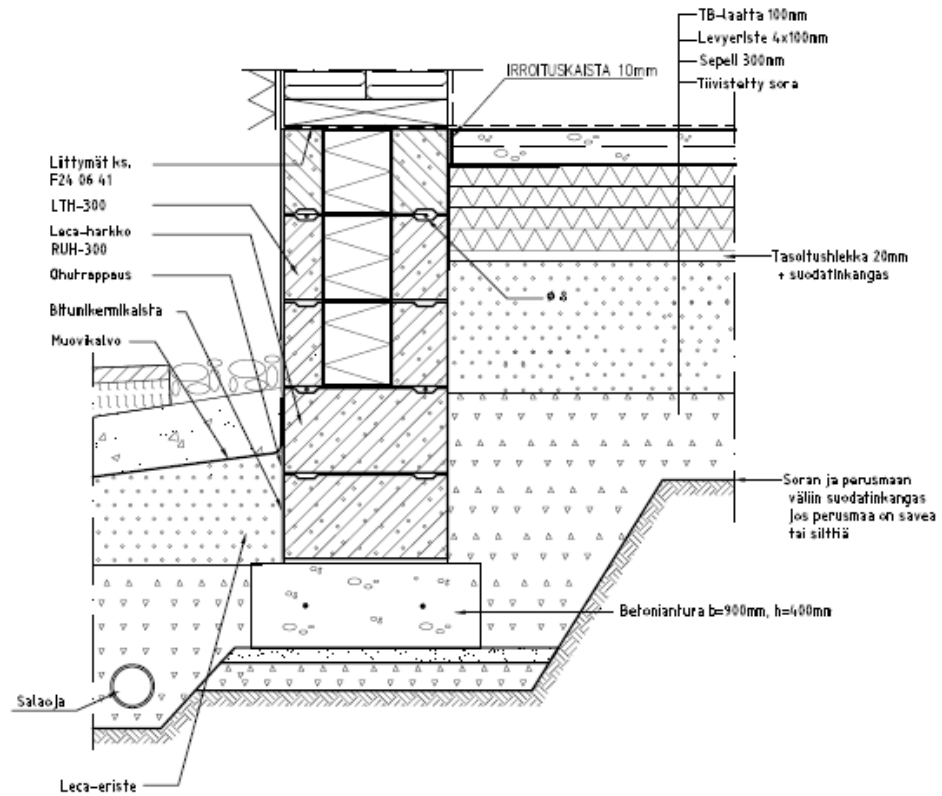 TB-laatta 100mm
Levyeriste 4x100mm
Sepeli 300mm
Tiivistetty sora
IRROITUSKAISTA 10mm
Liittymät ks.
F24 06 41
LTH-300
Leca-harkko
RUH-300
Ohutrappaus
Bitumikermikaista
Muovikalvo
Tasoitushiekka 20mm
+ suodatinkangas
Ø 8
Soran ja perusmaan
väliin suodatinkangas
jos perusmaa on savea
tai silttiä
Betoniantura b=900mm, h=400mm
Salaoja
Leca-eriste